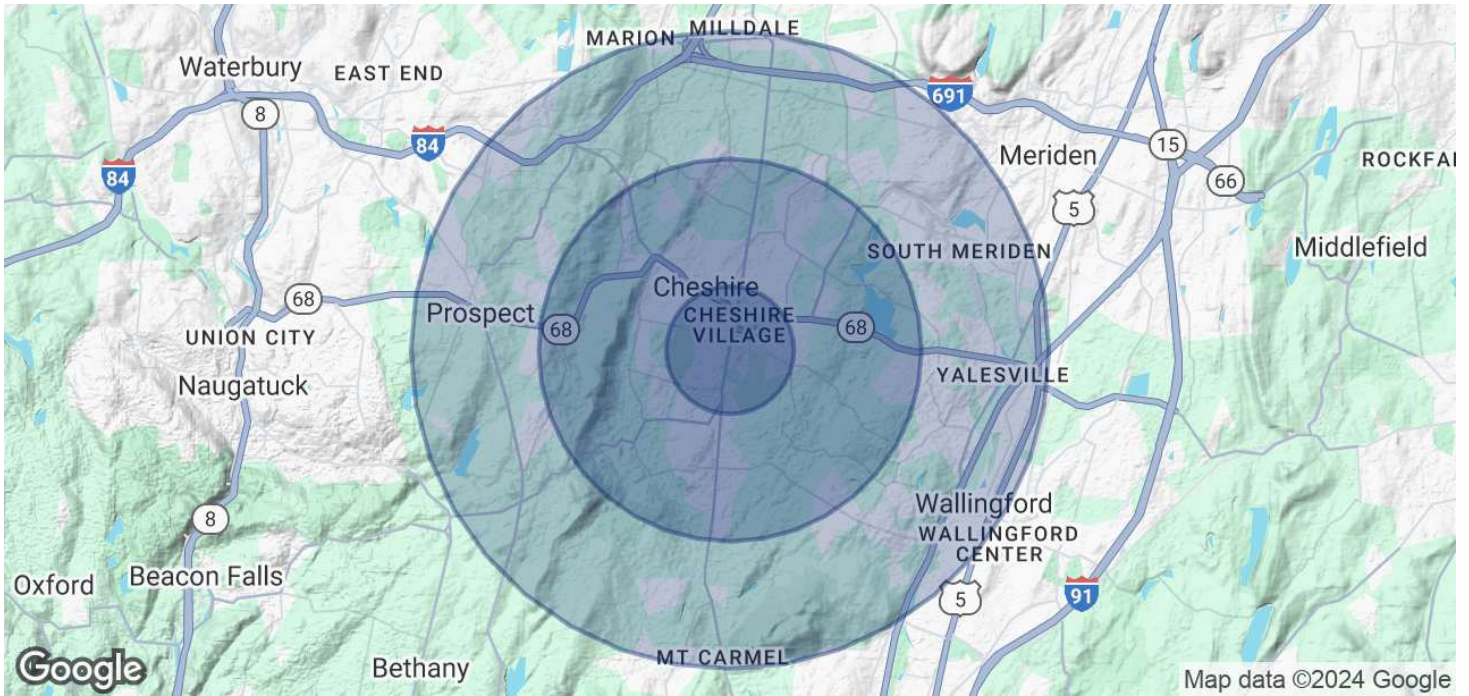 MARION
MILLDALE
Waterbury
EAST END
8
84
691
84
Meriden
15
66
ROCKFAL
5
SOUTH MERIDEN
Middlefield
Cheshire
68
Prospect
68
CHESHIRE
VILLAGE
68
UNION CITY
YALESVILLE
Naugatuck
Wallingford
WALLINGFORD
CENTER
8
Oxford
Beacon Falls
5
91
MT CARMEL
Bethany
Google
Map data ©2024 Google